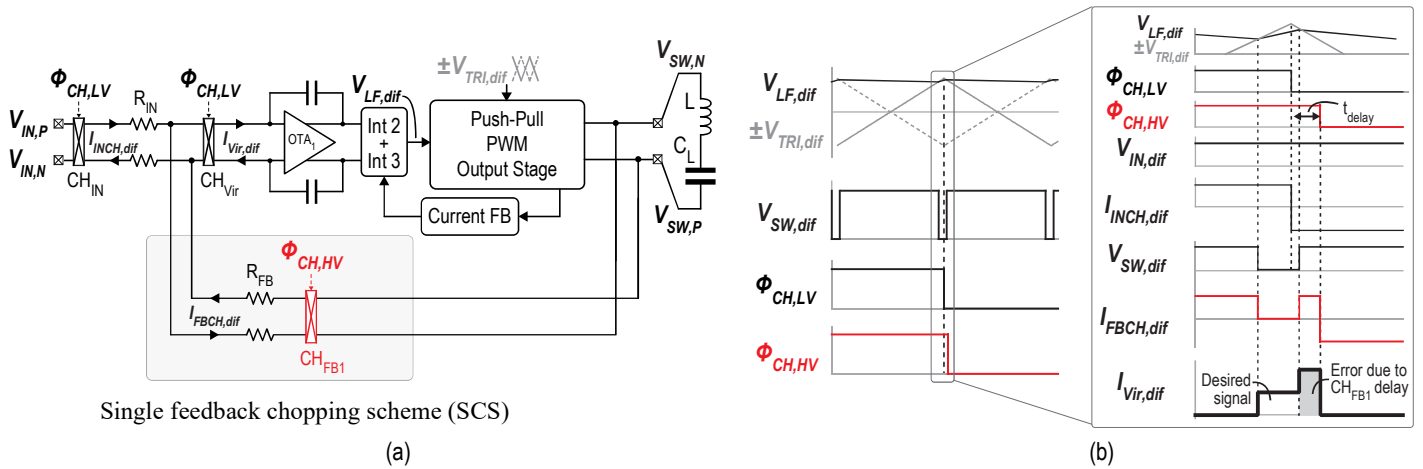 V_SW,N
±V_TRI,dif
Φ_CH,LV
Φ_CH,LV
V_LF,dif
R_IN
V_IN,P
V_IN,N
I_INCH,dif
I_Vir,dif
OTA_1
CH_IN
CH_Vir
Int 2
+
Int 3
Push-Pull
PWM
Output Stage
L
C_L
Current FB
V_SW,P
Φ_CH,HV
R_FB
I_FBCH,dif
CH_FB1
Single feedback chopping scheme (SCS)
(a)
V_LF,dif
±V_TRI,dif
V_SW,dif
Φ_CH,LV
Φ_CH,HV
V_LF,dif
±V_TRI,dif
Φ_CH,LV
Φ_CH,HV
t_delay
V_IN,dif
I_INCH,dif
V_SW,dif
I_FBCH,dif
I_Vir,dif
Desired
signal
Error due to
CH_FB1 delay
(b)